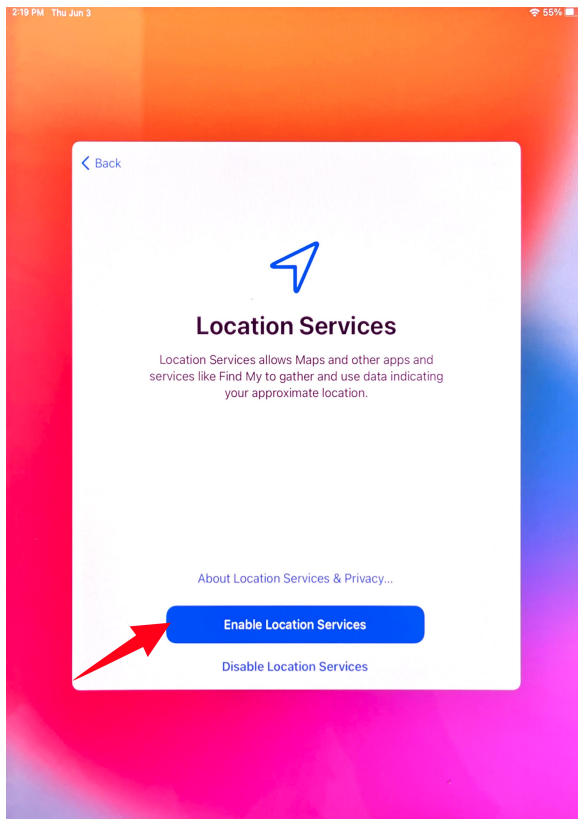 2:19 PM Thu Jun 3
55%
Back
Location Services
Location Services allows Maps and other apps and
services like Find My to gather and use data indicating
your approximate location.
About Location Services & Privacy...
Enable Location Services
Disable Location Services